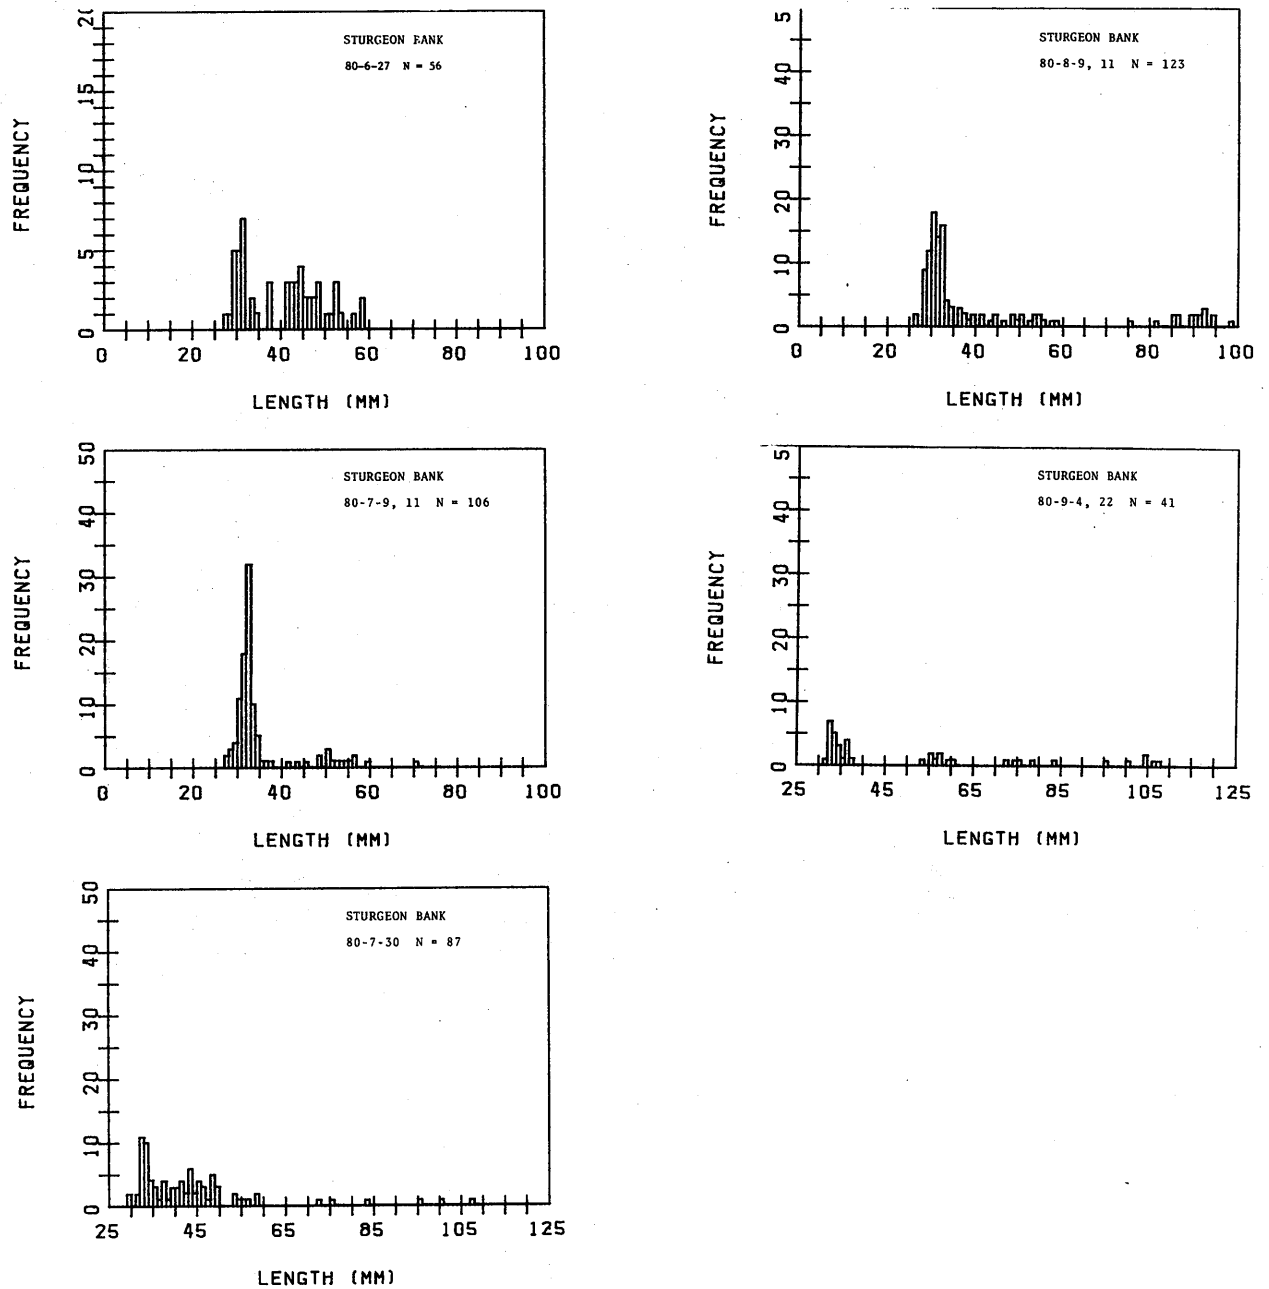 20
15
10
5
0
FREQUENCY
STURGEON BANK
80-6-27 N = 56
0 20 40 60 80 100
LENGTH (MM)
50
40
30
20
10
0
FREQUENCY
STURGEON BANK
80-7-9, 11 N = 106
0 20 40 60 80 100
LENGTH (MM)
50
40
30
20
10
0
FREQUENCY
STURGEON BANK
80-7-30 N = 87
25 45 65 85 105 125
LENGTH (MM)
5
40
30
20
10
0
FREQUENCY
STURGEON BANK
80-8-9, 11 N = 123
0 20 40 60 80 100
LENGTH (MM)
5
40
30
20
10
0
FREQUENCY
STURGEON BANK
80-9-4, 22 N = 41
25 45 65 85 105 125
LENGTH (MM)